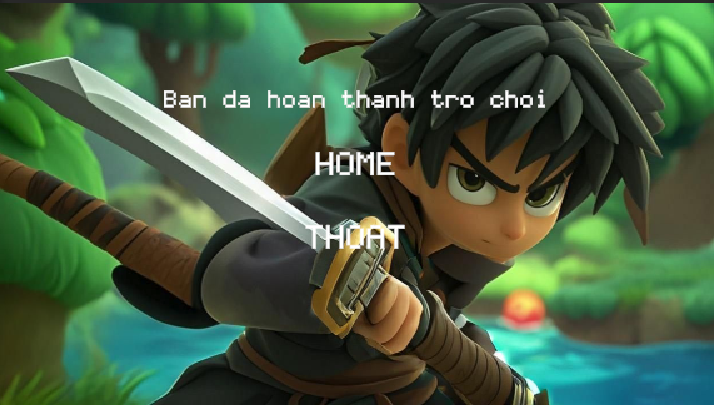 Ban da hoan thanh tro choi
HOME
THOAT